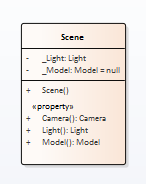 Scene
- _Light: Light
- _Model: Model = null
+ Scene()
«property»
+ Camera(): Camera
+ Light(): Light
+ Model(): Model